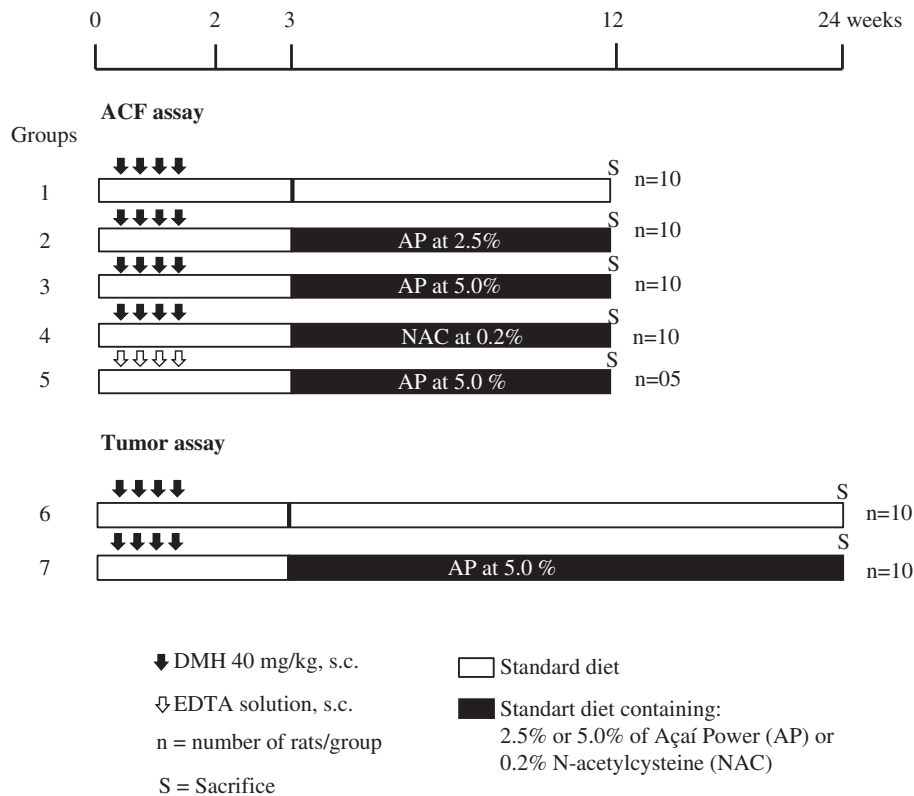 0 2 3 12 24 weeks
ACF assay
Groups
S
1 n=10
S
2 AP at 2.5% n=10
S
3 AP at 5.0% n=10
S
4 NAC at 0.2% n=10
S
5 AP at 5.0 % n=05
Tumor assay
S
6 n=10
S
7 AP at 5.0 % n=10
DMH 40 mg/kg, s.c.
EDTA solution, s.c.
n = number of rats/group
S = Sacrifice
Standard diet
Standart diet containing:
2.5% or 5.0% of Açaí Power (AP) or
0.2% N-acetylcysteine (NAC)